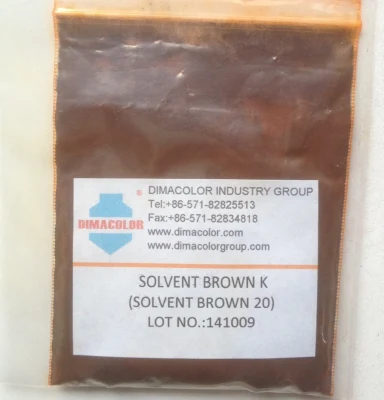 DIMACOLOR INDUSTRY GROUP
Tel:+86-571-82825513
Fax:+86-571-82834818
www.dimacolor.com
www.dimacolorgroup.com
®
DIMACOLOR
SOLVENT BROWN K
(SOLVENT BROWN 20)
LOT NO.:141009